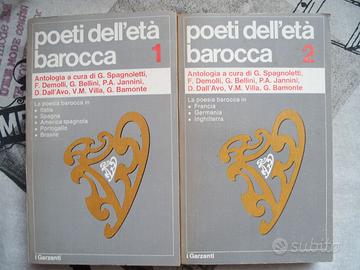 poeti dell'età
barocca 1
Antologia a cura di G. Spagnoletti,
F. Demolli, G. Bellini, P.A. Jannini,
D. Dall'Avo, V.M. Villa, G. Bamonte
La poesia barocca in
• Italia
• Spagna
• America spagnola
• Portogallo
• Brasile
i Garzanti
poeti dell'età
barocca 2
Antologia a cura di G. Spagnoletti,
F. Demolli, G. Bellini, P.A. Jannini,
D. Dall'Avo, V.M. Villa, G. Bamonte
La poesia barocca in
• Francia
• Germania
• Inghilterra
i Garzanti
subito